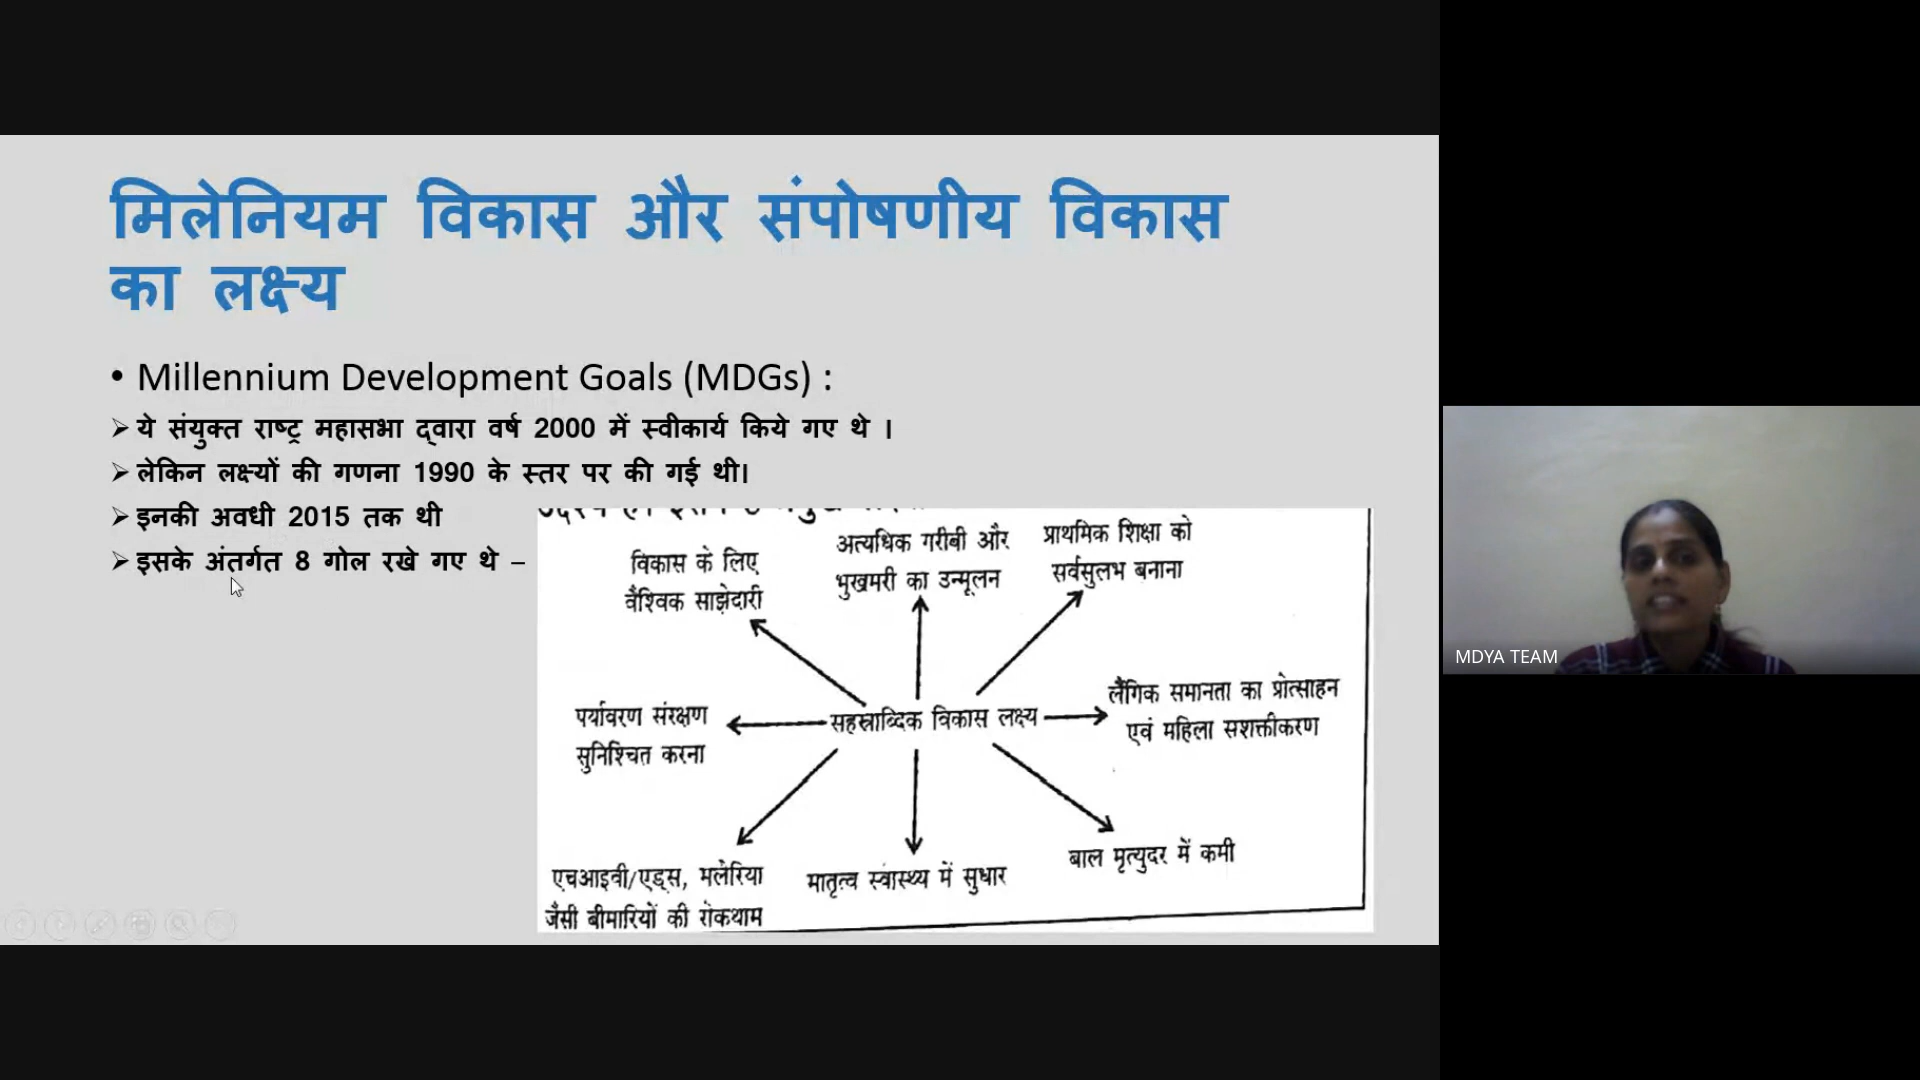 मिलेनियम विकास और संपोषणीय विकास
का लक्ष्य
• Millennium Development Goals (MDGs) :
➢ ये संयुक्त राष्ट्र महासभा द्वारा वर्ष 2000 में स्वीकार्य किये गए थे ।
➢ लेकिन लक्ष्यों की गणना 1990 के स्तर पर की गई थी।
➢ इनकी अवधी 2015 तक थी
➢ इसके अंतर्गत 8 गोल रखे गए थे –
विकास के लिए
वैश्विक साझेदारी
अत्यधिक गरीबी और
भुखमरी का उन्मूलन
प्राथमिक शिक्षा को
सर्वसुलभ बनाना
पर्यावरण संरक्षण
सुनिश्चित करना
सहस्राब्दिक विकास लक्ष्य
लैंगिक समानता का प्रोत्साहन
एवं महिला सशक्तीकरण
एचआइवी/एड्स, मलेरिया
जैसी बीमारियों की रोकथाम
मातृत्व स्वास्थ्य में सुधार
बाल मृत्युदर में कमी
MDYA TEAM